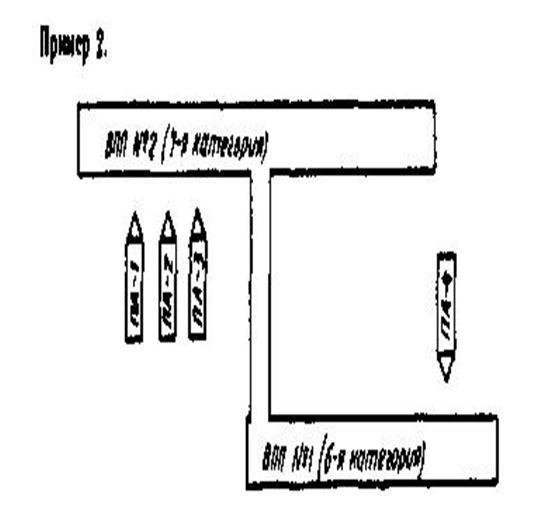 Пример 2.
ВПП №2 (7-я категория)
ПА-1
ПА-2
ПА-3
ПА-4
ВПП №1 (6-я категория)